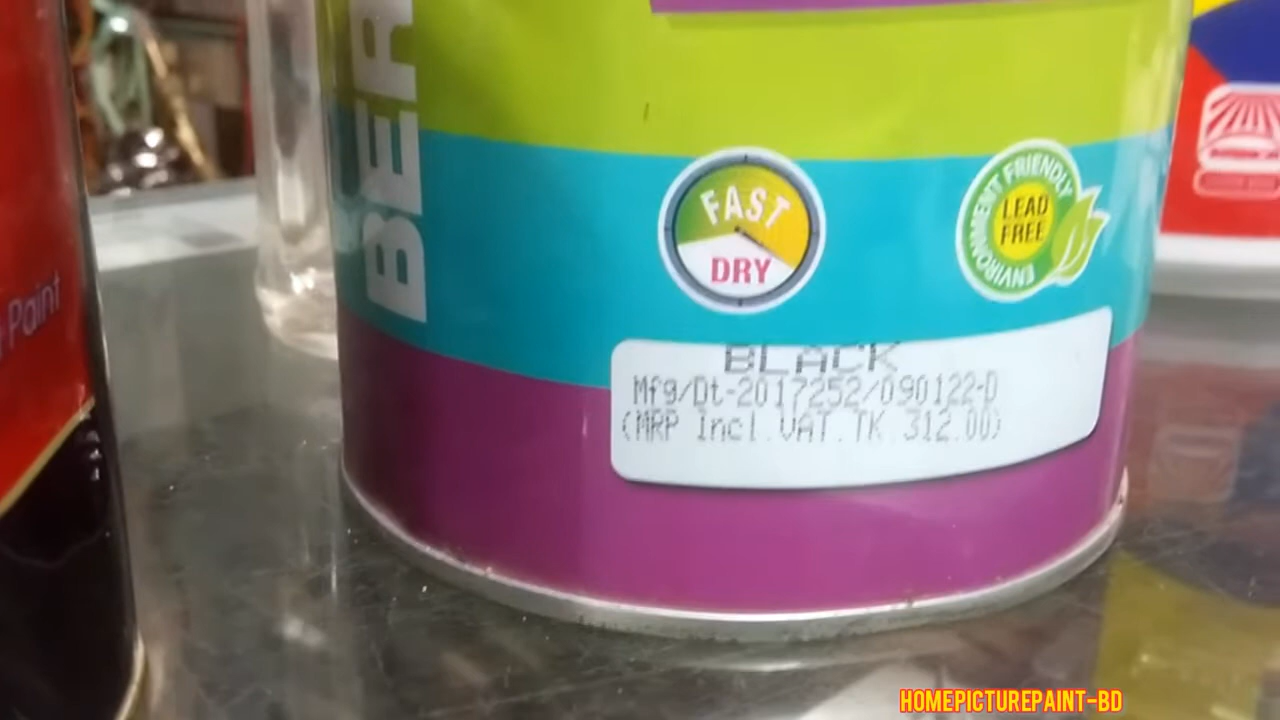 BER
FAST
DRY
ENVIRONMENT FRIENDLY
LEAD
FREE
Paint
BLACK
Mfg/Dt-2017252/090122-D
(MRP Incl.VAT.TK 312.00)
HOMEPICTUREPAINT-BD